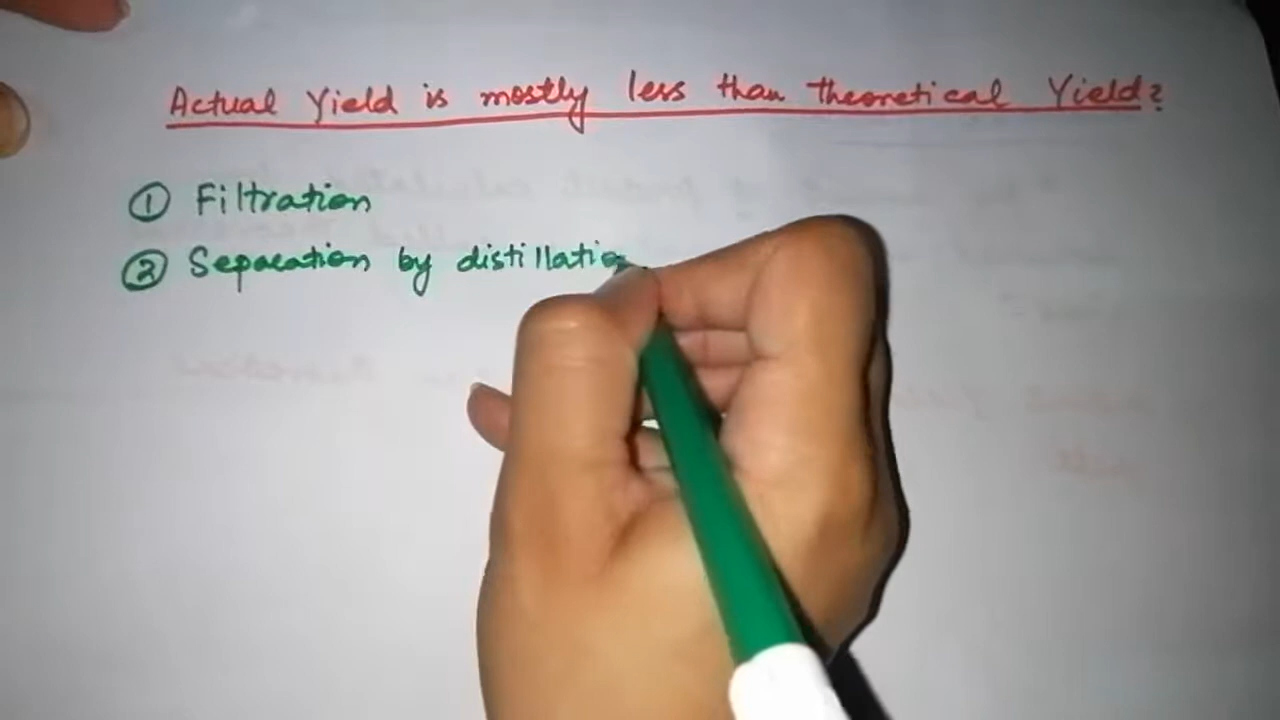 Actual Yield is mostly less than theoretical Yield?
① Filtration
② Separation by distillation